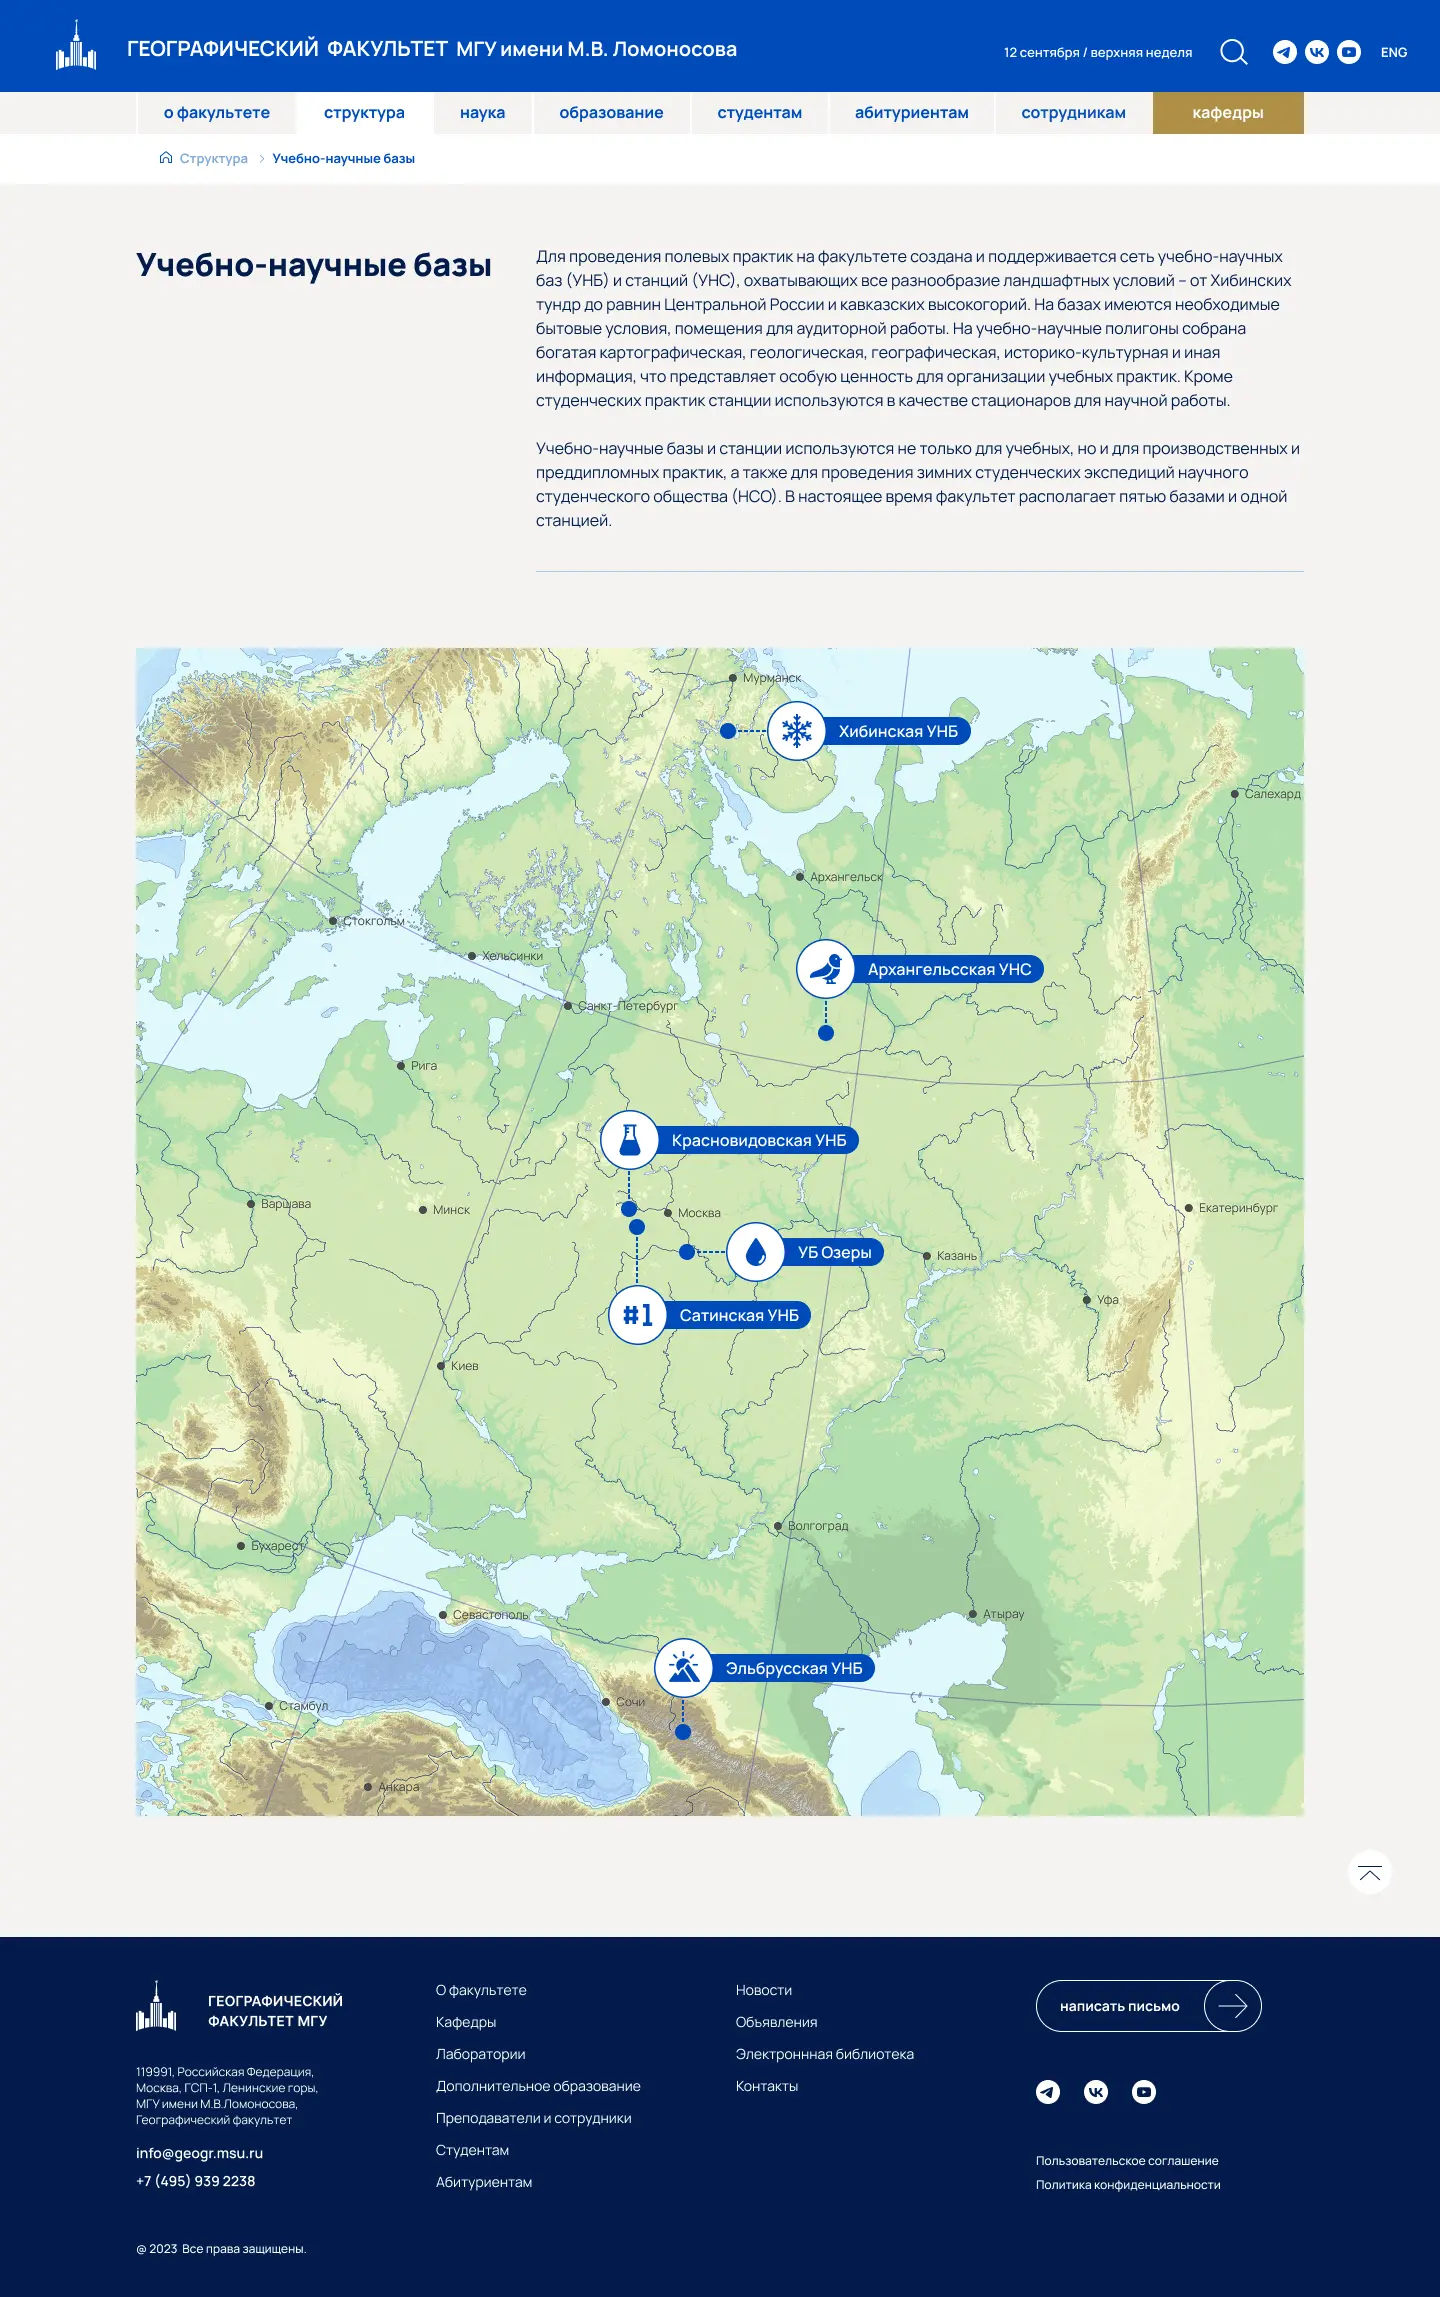 ГЕОГРАФИЧЕСКИЙ ФАКУЛЬТЕТ МГУ имени М.В. Ломоносова
12 сентября / верхняя неделя
ENG
о факультете
структура
наука
образование
студентам
абитуриентам
сотрудникам
кафедры
Структура > Учебно-научные базы
Учебно-научные базы
Для проведения полевых практик на факультете создана и поддерживается сеть учебно-научных
баз (УНБ) и станций (УНС), охватывающих все разнообразие ландшафтных условий – от Хибинских
тундр до равнин Центральной России и кавказских высокогорий. На базах имеются необходимые
бытовые условия, помещения для аудиторной работы. На учебно-научные полигоны собрана
богатая картографическая, геологическая, географическая, историко-культурная и иная
информация, что представляет особую ценность для организации учебных практик. Кроме
студенческих практик станции используются в качестве стационаров для научной работы.
Учебно-научные базы и станции используются не только для учебных, но и для производственных и
преддипломных практик, а также для проведения зимних студенческих экспедиций научного
студенческого общества (НСО). В настоящее время факультет располагает пятью базами и одной
станцией.
Мурманск
Хибинская УНБ
Салехард
Архангельск
Стокгольм
Хельсинки
Архангельсская УНС
Санкт-Петербург
Рига
Красновидовская УНБ
Варшава
Минск
Москва
Екатеринбург
УБ Озеры
Казань
Уфа
#1
Сатинская УНБ
Киев
Волгоград
Бухарест
Севастополь
Атырау
Эльбрусская УНБ
Стамбул
Сочи
Анкара
ГЕОГРАФИЧЕСКИЙ
ФАКУЛЬТЕТ МГУ
119991, Российская Федерация,
Москва, ГСП-1, Ленинские горы,
МГУ имени М.В.Ломоносова,
Географический факультет
info@geogr.msu.ru
+7 (495) 939 2238
О факультете
Кафедры
Лаборатории
Дополнительное образование
Преподаватели и сотрудники
Студентам
Абитуриентам
Новости
Объявления
Электроннная библиотека
Контакты
написать письмо
Пользовательское соглашение
Политика конфиденциальности
@ 2023 Все права защищены.